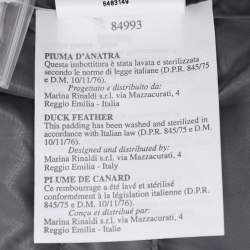 5483149
84993
PIUMA D'ANATRA
Questa imbottitura è stata lavata e sterilizzata
secondo le norme di legge italiane (D.P.R. 845/75
e D.M. 10/11/76).
Progettato e distribuito da:
Marina Rinaldi s.r.l. via Mazzacurati, 4
Reggio Emilia - Italia
DUCK FEATHER
This padding has been washed and sterilized in
accordance with Italian law (D.P.R. 845/75 e
D.M. 10/11/76).
Designed and distributed by:
Marina Rinaldi s.r.l. via Mazzacurati, 4
Reggio Emilia - Italy
PLUME DE CANARD
Ce rembourrage a été lavé et stérilisé
conformément à la législation italienne (D.P.R.
845/75 e D.M. 10/11/76).
Conçu et distribué par:
Marina Rinaldi s.r.l. via Mazzacurati, 4
Reggio Emilia - Italie